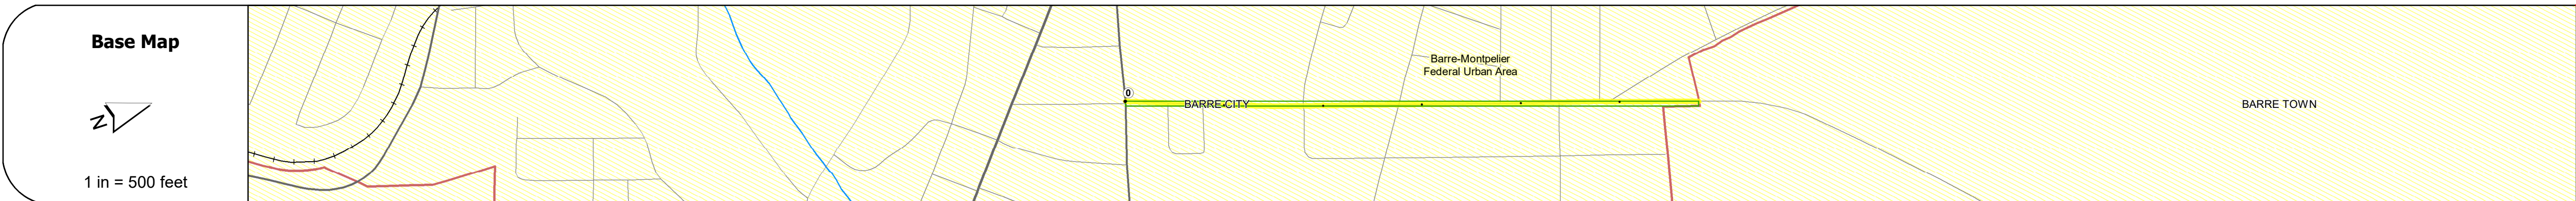 Base Map
N
1 in = 500 feet
0
BARRE-CITY
Barre-Montpelier
Federal Urban Area
BARRE TOWN